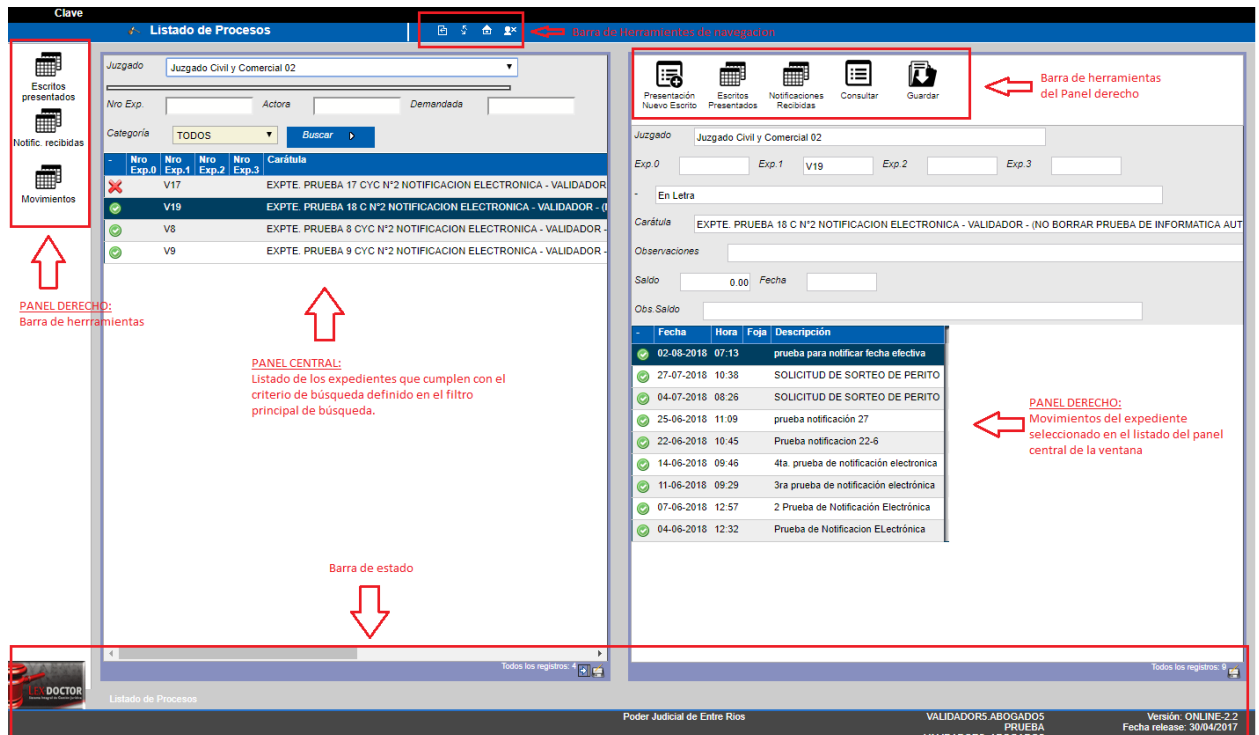 Clave
Listado de Procesos
Barra de Herramientes de navegacion
Escritos
presentados
Notific. recibidas
Movimientos
PANEL DERECHO:
Barra de herrramientas
Juzgado Juzgado Civil y Comercial 02
Nro Exp. Actora Demandada
Categoría TODOS Buscar
- Nro Exp.0 Nro Exp.1 Nro Exp.2 Nro Exp.3 Carátula
V17 EXPTE. PRUEBA 17 CYC N°2 NOTIFICACION ELECTRONICA - VALIDADOR
V19 EXPTE. PRUEBA 18 C N°2 NOTIFICACION ELECTRONICA - VALIDADOR - (
V8 EXPTE. PRUEBA 8 CYC N°2 NOTIFICACION ELECTRONICA - VALIDADOR -
V9 EXPTE. PRUEBA 9 CYC N°2 NOTIFICACION ELECTRONICA - VALIDADOR -
PANEL CENTRAL:
Listado de los expedientes que cumplen con el
criterio de búsqueda definido en el filtro
principal de búsqueda.
Barra de estado
Todos los registros: 4
Presentación
Nuevo Escrito
Escritos
Presentados
Notificaciones
Recibidas
Consultar
Guardar
Barra de herramientas
del Panel derecho
Juzgado Juzgado Civil y Comercial 02
Exp.0 Exp.1 V19 Exp.2 Exp.3
- En Letra
Carátula EXPTE. PRUEBA 18 C N°2 NOTIFICACION ELECTRONICA - VALIDADOR - (NO BORRAR PRUEBA DE INFORMATICA AUT
Observaciones
Saldo 0.00 Fecha
Obs.Saldo
- Fecha Hora Foja Descripción
02-08-2018 07:13 prueba para notificar fecha efectiva
27-07-2018 10:38 SOLICITUD DE SORTEO DE PERITO
04-07-2018 08:26 SOLICITUD DE SORTEO DE PERITO
25-06-2018 11:09 prueba notificación 27
22-06-2018 10:45 Prueba notificacion 22-6
14-06-2018 09:46 4ta. prueba de notificación electronica
11-06-2018 09:29 3ra prueba de notificación electrónica
07-06-2018 12:57 2 Prueba de Notificación Electrónica
04-06-2018 12:32 Prueba de Notificacion ELectrónica
PANEL DERECHO:
Movimientos del expediente
seleccionado en el listado del panel
central de la ventana
Todos los registros: 9
LEX DOCTOR
Listado de Procesos
Poder Judicial de Entre Rios
VALIDADOR5.ABOGADO5
PRUEBA
Versión: ONLINE-2.2
Fecha release: 30/04/2017